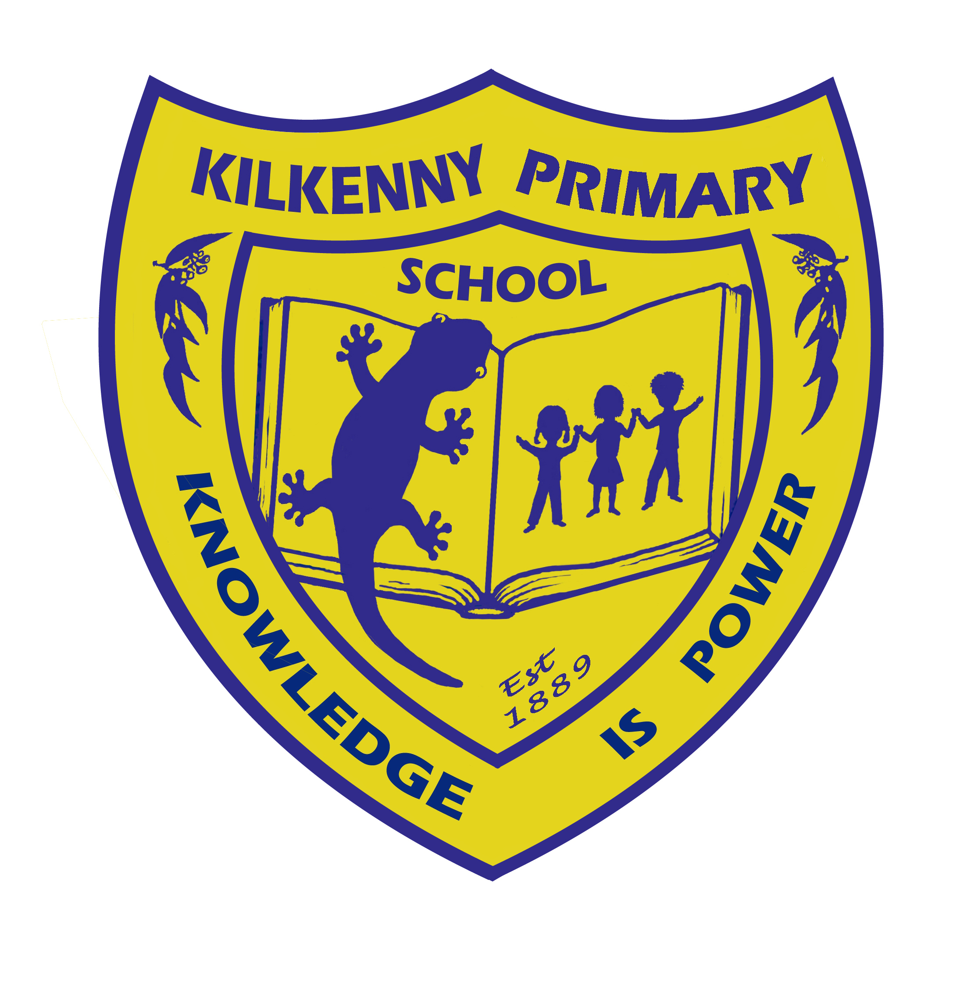 KILKENNY PRIMARY
SCHOOL
Est
1889
KNOWLEDGE IS POWER